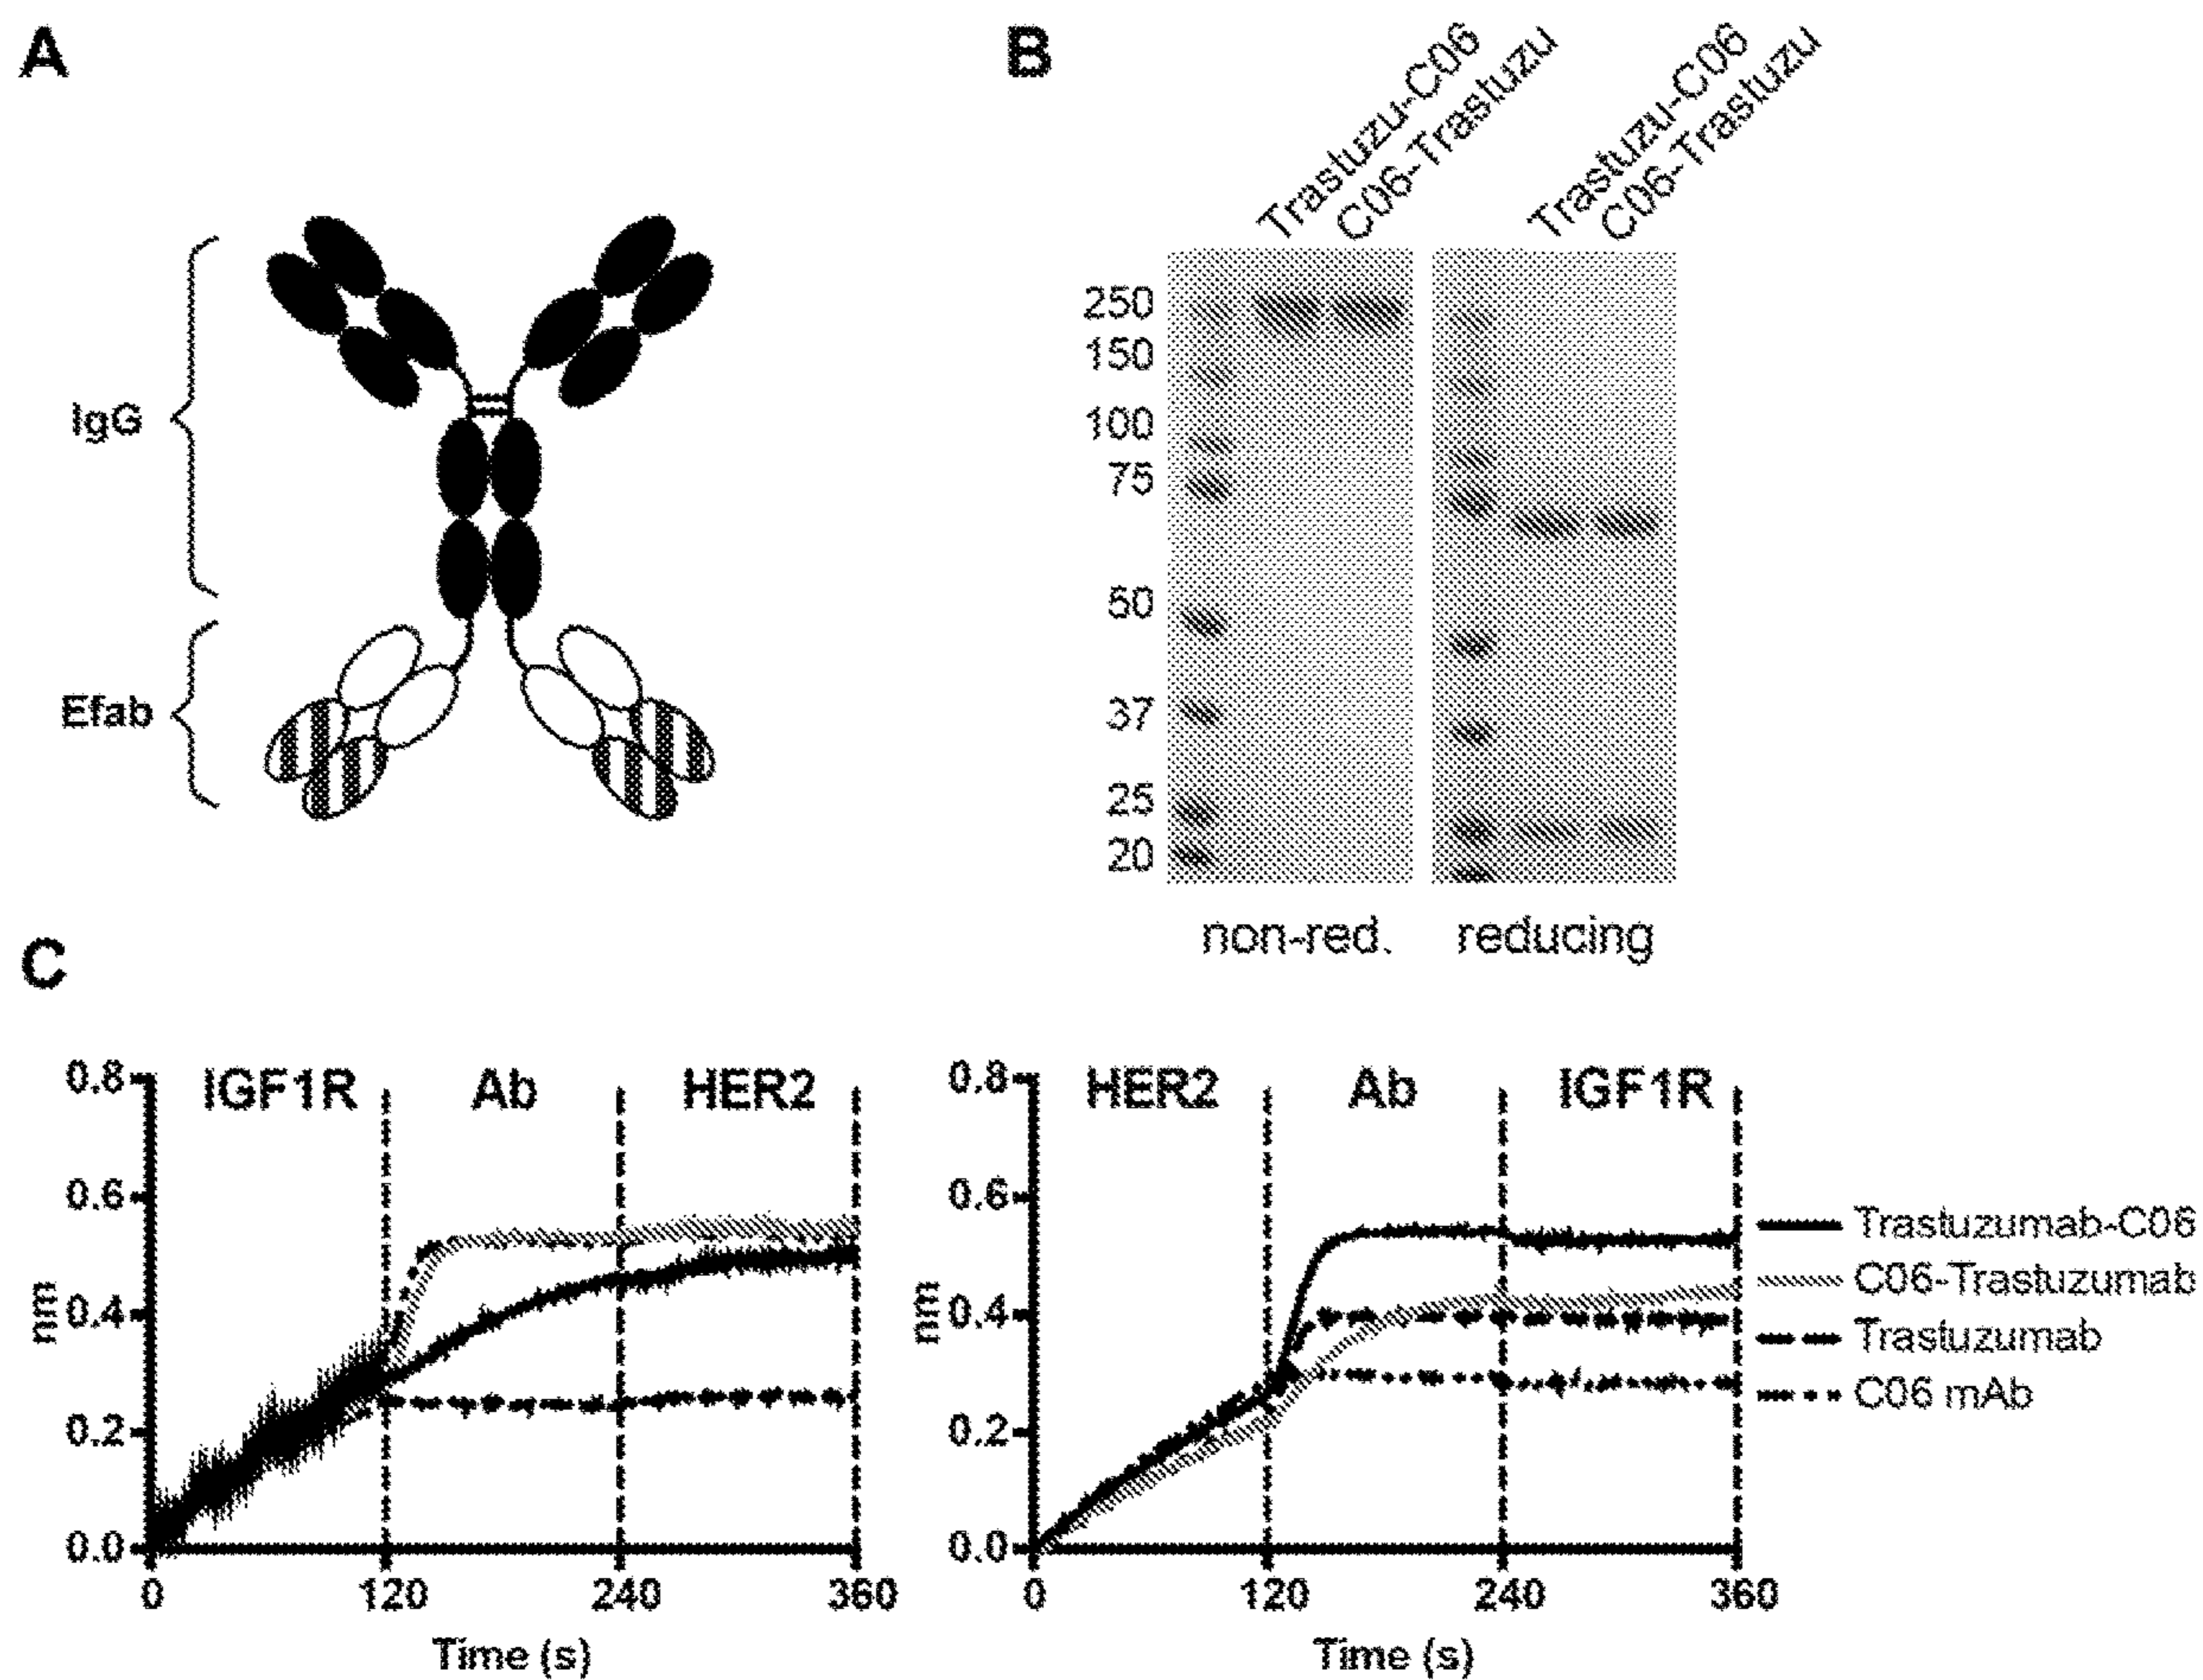 A
IgG
Efab
B
Trastuzu-C06
C06-Trastuzu
Trastuzu-C06
C06-Trastuzu
250
150
100
75
50
37
25
20
non-red.
reducing
C
IGF1R Ab HER2
0.8
0.6
0.4
0.2
0.0
nm
0 120 240 360
Time (s)
HER2 Ab IGF1R
0.8
0.6
0.4
0.2
0.0
nm
0 120 240 360
Time (s)
Trastuzumab-C06
C06-Trastuzumab
Trastuzumab
C06 mAb